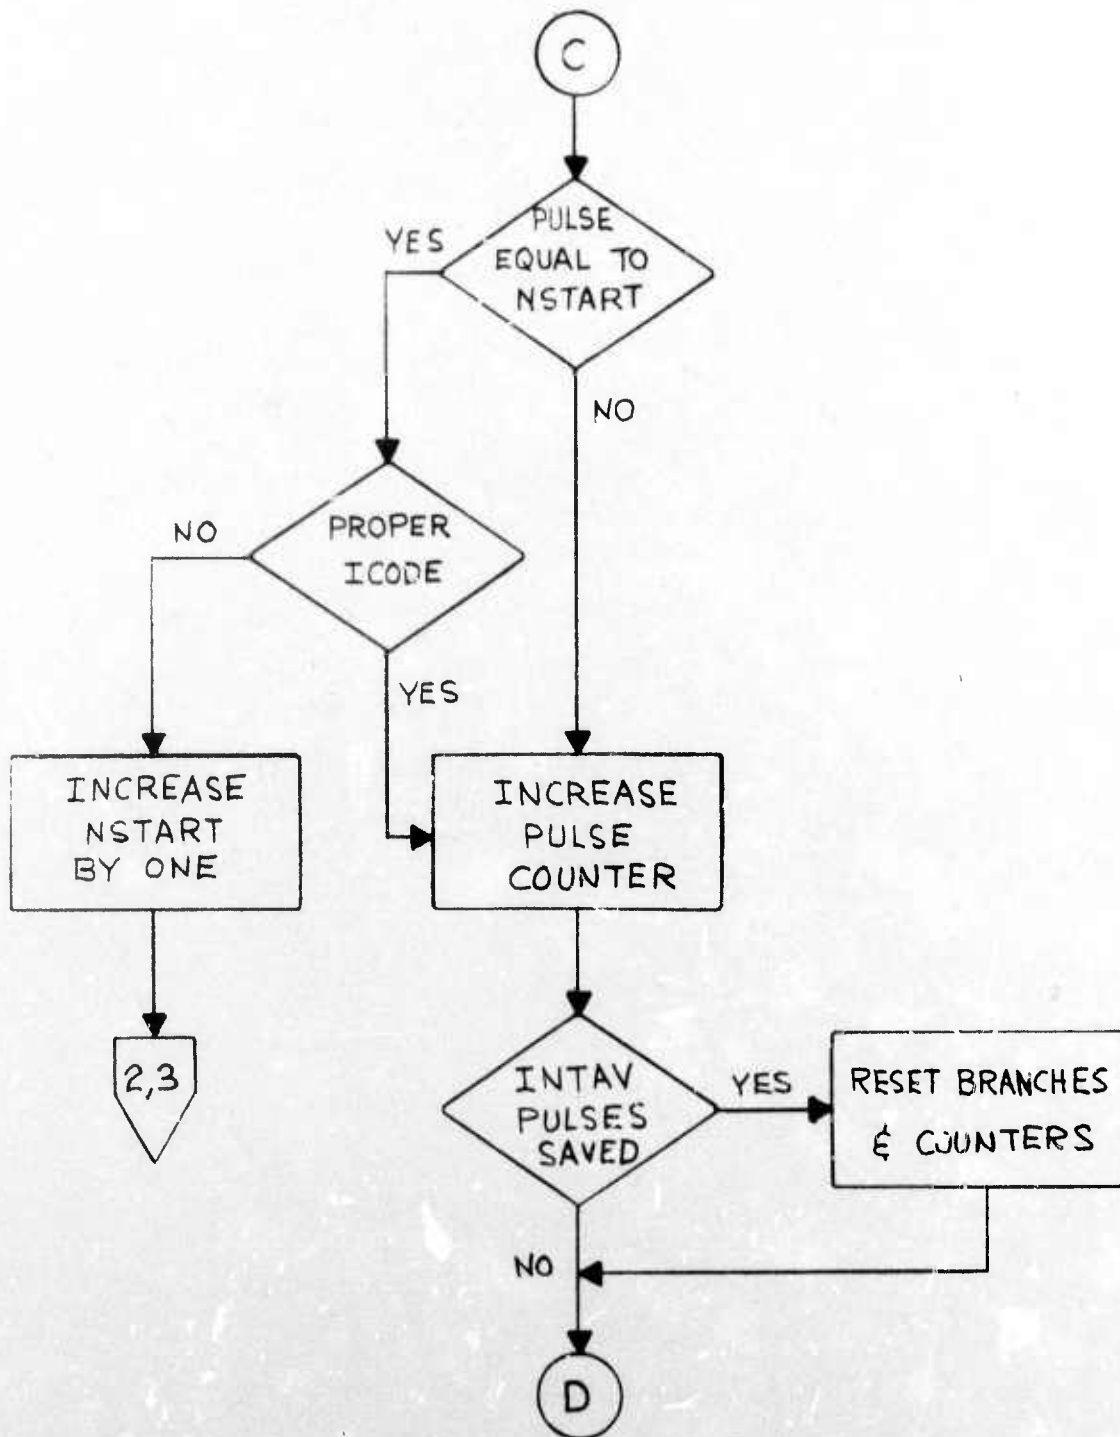 C
PULSE
EQUAL TO
NSTART
YES
NO
PROPER
ICODE
NO
YES
INCREASE
NSTART
BY ONE
INCREASE
PULSE
COUNTER
2,3
INTAV
PULSES
SAVED
YES
RESET BRANCHES
& COUNTERS
NO
D